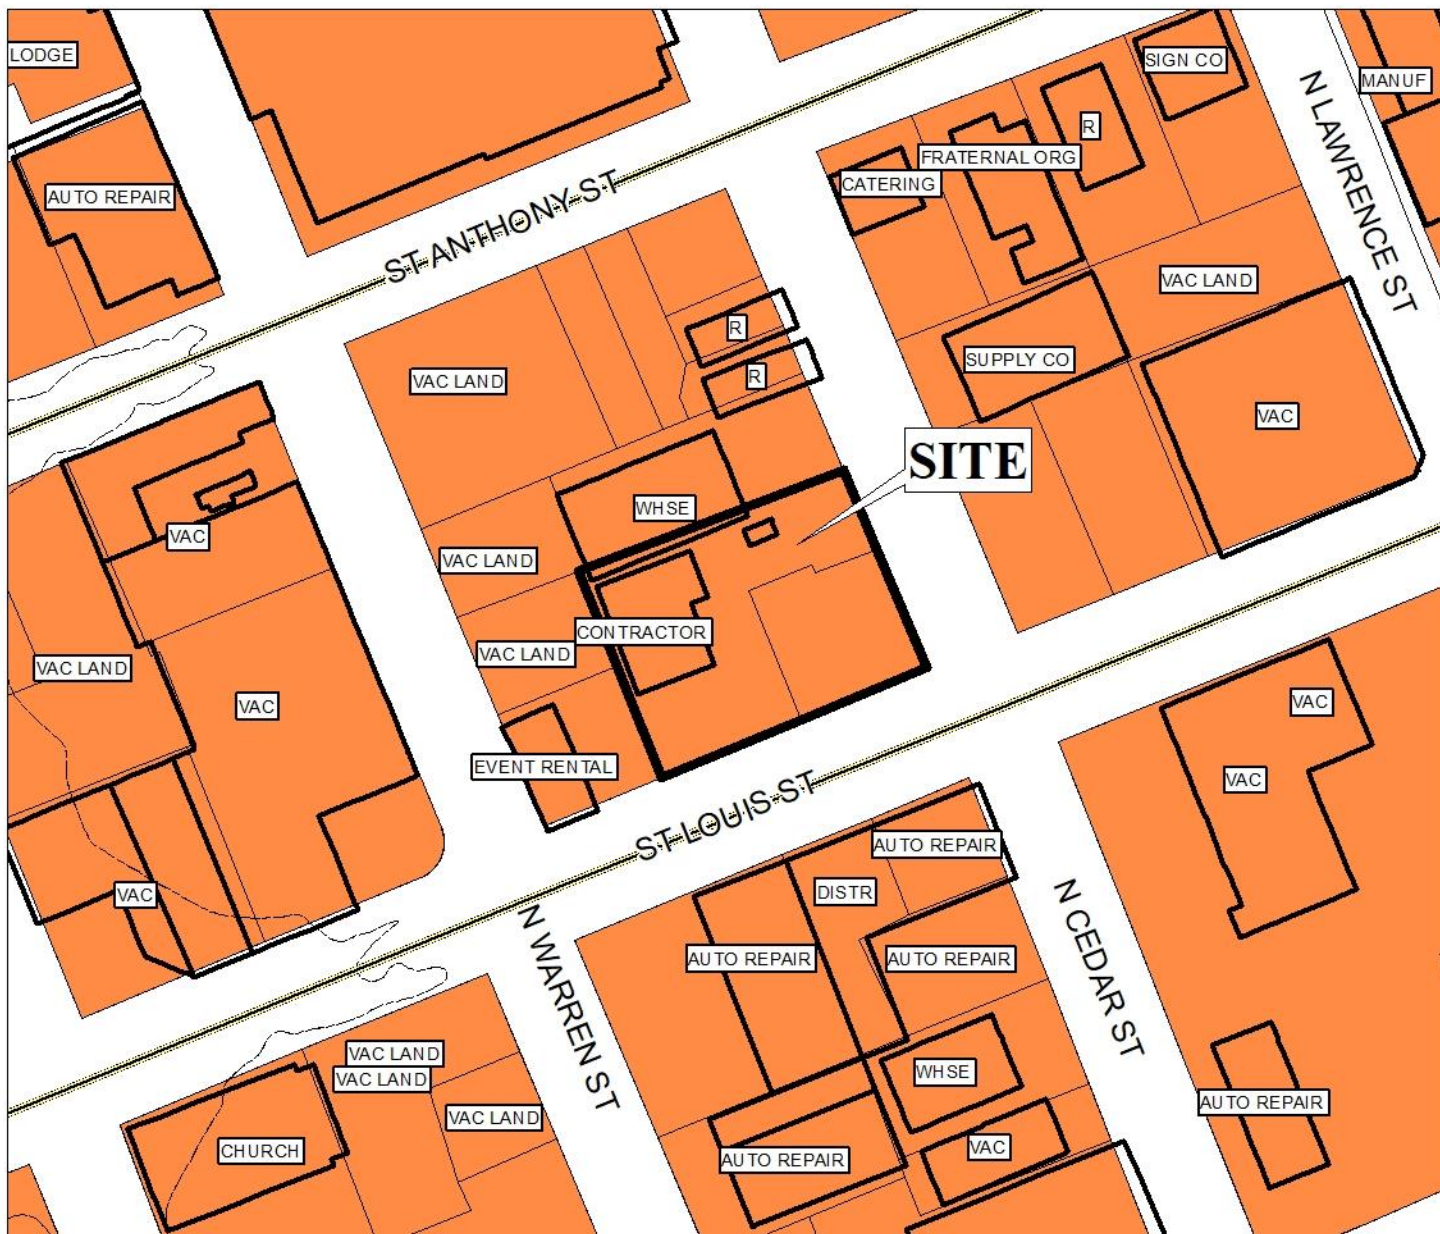 LODGE
SIGN CO
MANUF
N LAWRENCE ST
R
FRATERNAL ORG
CATERING
AUTO REPAIR
ST ANTHONY ST
VAC LAND
R
SUPPLY CO
R
VAC LAND
VAC
SITE
WHSE
VAC
VAC LAND
CONTRACTOR
VAC LAND
VAC LAND
VAC
VAC
VAC
EVENT RENTAL
ST LOUIS ST
AUTO REPAIR
DISTR
VAC
N WARREN ST
N CEDAR ST
AUTO REPAIR
AUTO REPAIR
VAC LAND
VAC LAND
WHSE
VAC LAND
AUTO REPAIR
CHURCH
AUTO REPAIR
VAC